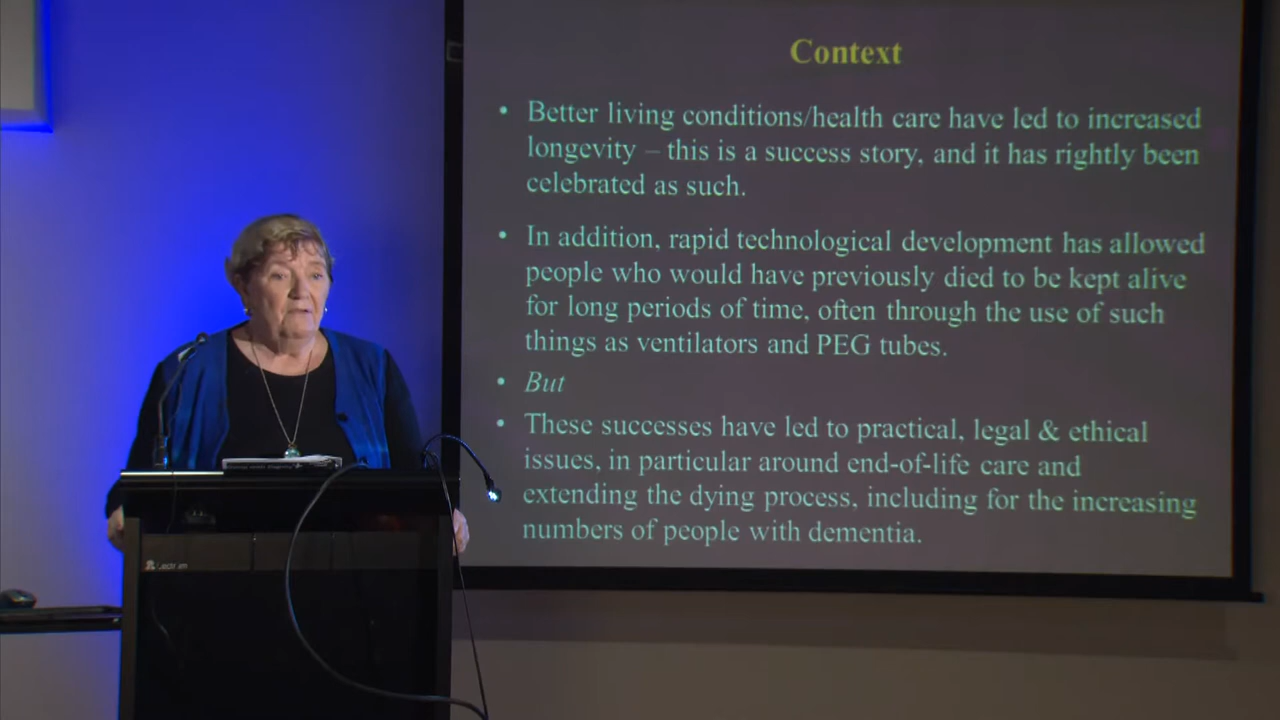 Context
• Better living conditions/health care have led to increased
longevity – this is a success story, and it has rightly been
celebrated as such.
• In addition, rapid technological development has allowed
people who would have previously died to be kept alive
for long periods of time, often through the use of such
things as ventilators and PEG tubes.
• But
• These successes have led to practical, legal & ethical
issues, in particular around end-of-life care and
extending the dying process, including for the increasing
numbers of people with dementia.